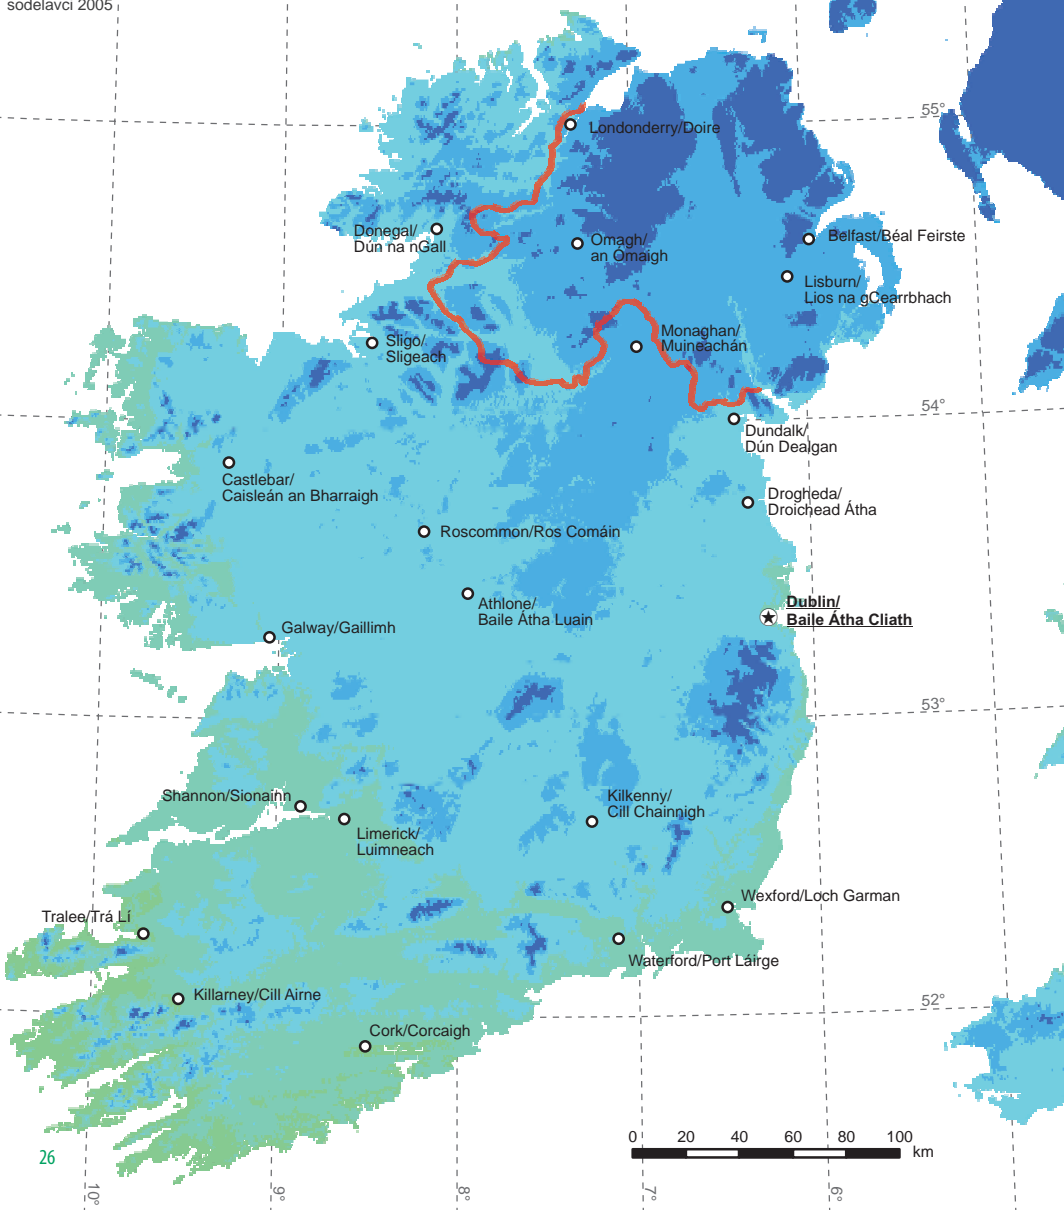 sodelavci 2005
55°
Londonderry/Doire
Donegal/
Dún na nGall
Omagh/
an Ómaigh
Belfast/Béal Feirste
Lisburn/
Lios na gCearrbhach
Sligo/
Sligeach
Monaghan/
Muineachán
54°
Dundalk/
Dún Dealgan
Castlebar/
Caisleán an Bharraigh
Drogheda/
Droichead Átha
Roscommon/Ros Comáin
Athlone/
Baile Átha Luain
Dublin/
Baile Átha Cliath
Galway/Gaillimh
53°
Shannon/Sionainn
Kilkenny/
Cill Chainnigh
Limerick/
Luimneach
Wexford/Loch Garman
Tralee/Trá Lí
Waterford/Port Láirge
Killarney/Cill Airne
52°
Cork/Corcaigh
0 20 40 60 80 100
km
26
10° 9° 8° 7° 6°